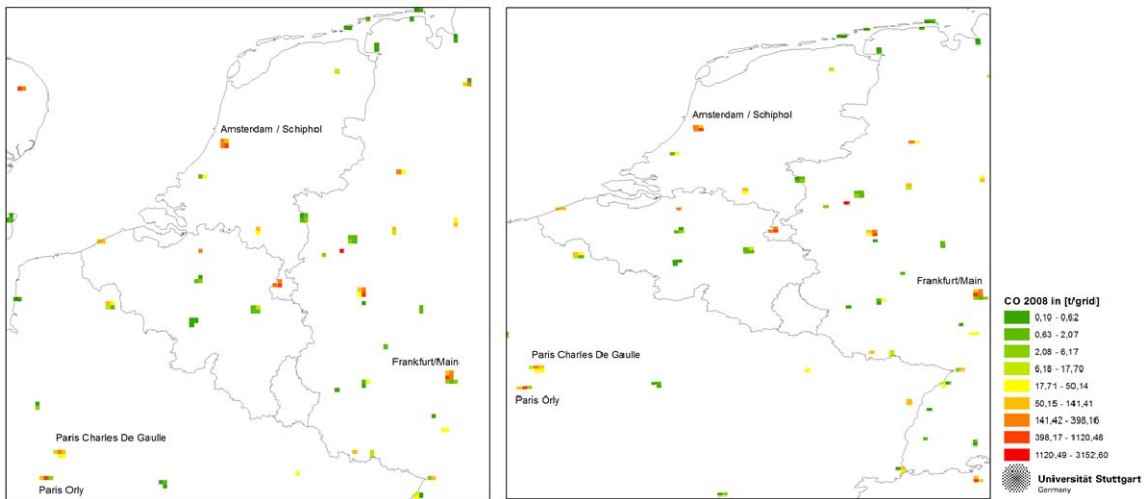 Amsterdam / Schiphol
Frankfurt/Main
Paris Charles De Gaulle
Paris Orly
Amsterdam / Schiphol
Frankfurt/Main
Paris Charles De Gaulle
Paris Orly
CO 2008 in [t/grid]
0,10 - 0,62
0,63 - 2,07
2,08 - 6,17
6,18 - 17,70
17,71 - 50,14
50,15 - 141,41
141,42 - 398,16
398,17 - 1120,48
1120,49 - 3152,60
Universität Stuttgart
Germany